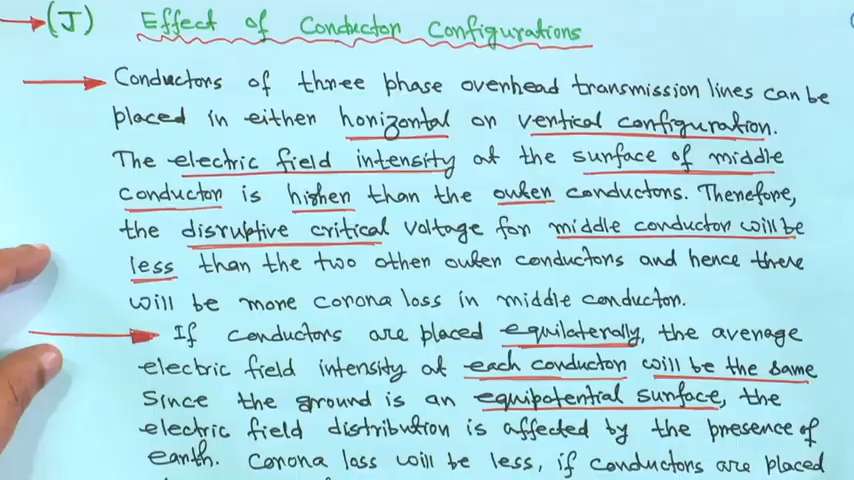 (J) Effect of Conductor Configurations
Conductors of three phase overhead transmission lines can be
placed in either horizontal or vertical configuration.
The electric field intensity at the surface of middle
conductor is higher than the outer conductors. Therefore,
the disruptive critical voltage for middle conductor will be
less than the two other outer conductors and hence there
will be more corona loss in middle conductor.
If conductors are placed equilaterally, the average
electric field intensity at each conductor will be the same
Since the ground is an equipotential surface, the
electric field distribution is affected by the presence of
earth. Corona loss will be less, if conductors are placed